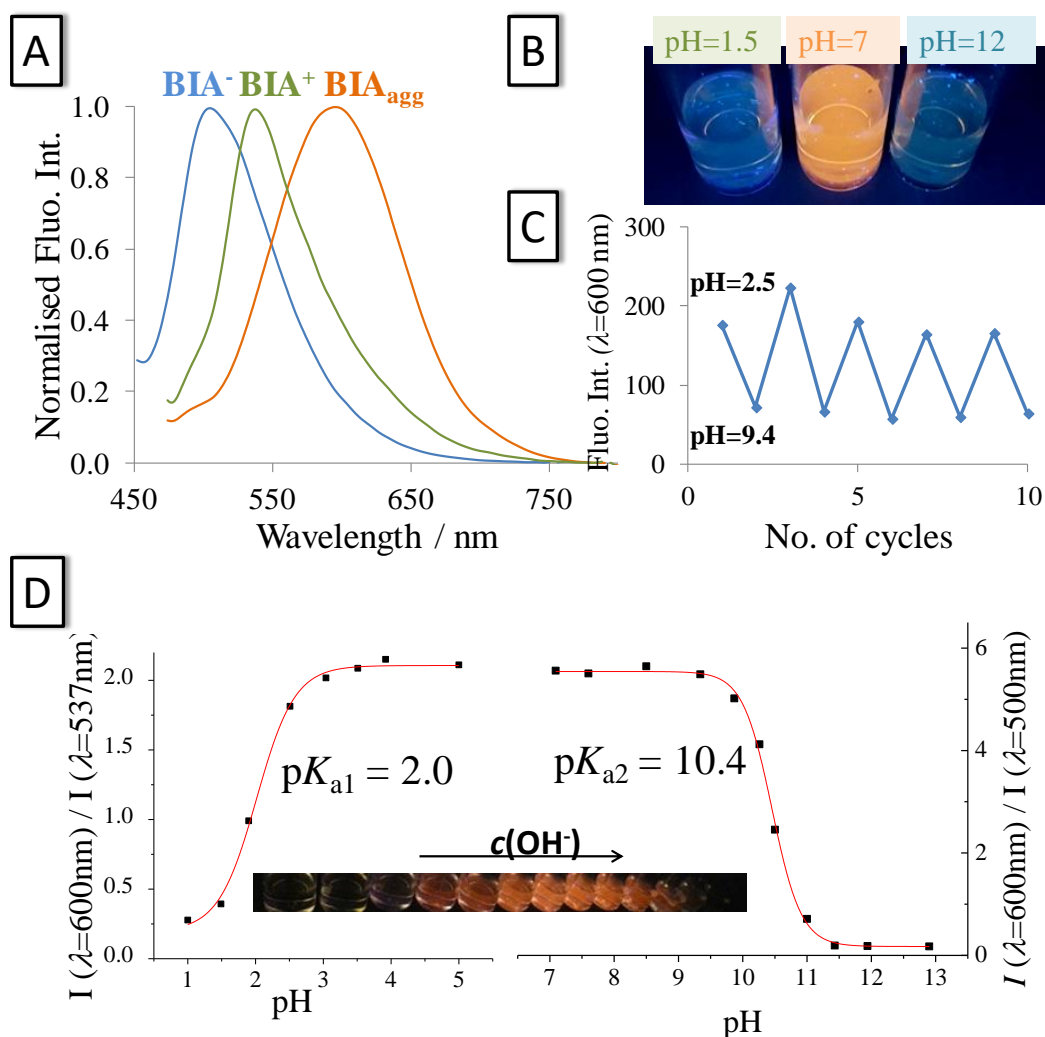 A
BIA⁻ BIA⁺ BIAagg
Normalised Fluo. Int.
1.0
0.8
0.6
0.4
0.2
0.0
450 550 650 750
Wavelength / nm
B
pH=1.5 pH=7 pH=12
C
Fluo. Int. (λ=600 nm)
300
200
100
0
pH=2.5
pH=9.4
0 5 10
No. of cycles
D
I (λ=600nm) / I (λ=537nm)
2.0
1.5
1.0
0.5
0.0
1 2 3 4 5
pH
pKa1 = 2.0
c(OH⁻)
pKa2 = 10.4
7 8 9 10 11 12 13
pH
6
4
2
0
I (λ=600nm) / I (λ=500nm)